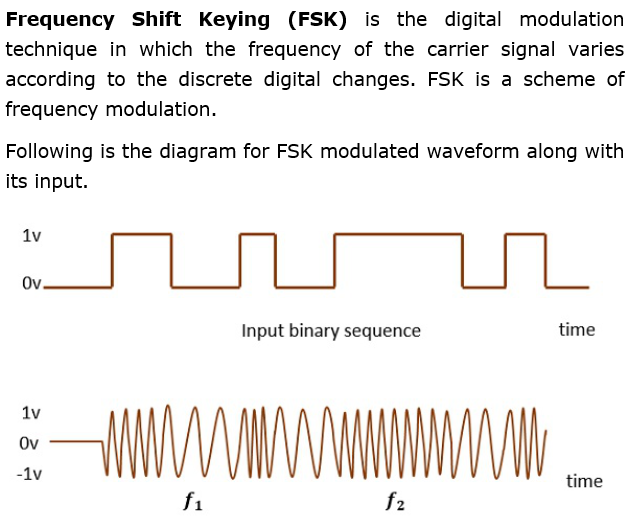 Frequency Shift Keying (FSK) is the digital modulation
technique in which the frequency of the carrier signal varies
according to the discrete digital changes. FSK is a scheme of
frequency modulation.
Following is the diagram for FSK modulated waveform along with
its input.
1v
0v
Input binary sequence time
1v
0v
-1v
time
f1 f2